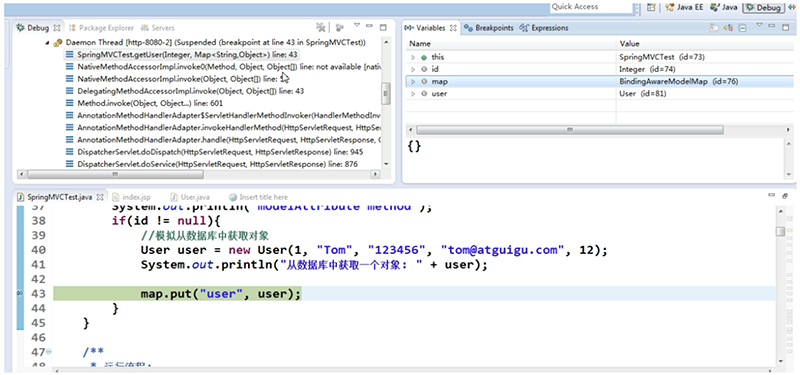 Quick Access
Java EE
Java
Debug
Debug
Package Explorer
Servers
Daemon Thread [http-8080-2] (Suspended (breakpoint at line 43 in SpringMVCTest))
SpringMVCTest.getUser(Integer, Map<String,Object>) line: 43
NativeMethodAccessorImpl.invoke0(Method, Object, Object[]) line: not available [nativ
NativeMethodAccessorImpl.invoke(Object, Object[]) line:
DelegatingMethodAccessorImpl.invoke(Object, Object[]) line: 43
Method.invoke(Object, Object...) line: 601
AnnotationMethodHandlerAdapter$ServletHandlerMethodInvoker(HandlerMethodInv
AnnotationMethodHandlerAdapter.invokeHandlerMethod(HttpServletRequest, HttpS
AnnotationMethodHandlerAdapter.handle(HttpServletRequest, HttpServletResponse, O
DispatcherServlet.doDispatch(HttpServletRequest, HttpServletResponse) line: 945
DispatcherServlet.doService(HttpServletRequest, HttpServletResponse) line: 876
Variables
Breakpoints
Expressions
Name Value
this SpringMVCTest (id=73)
id Integer (id=74)
map BindingAwareModelMap (id=76)
user User (id=81)
{}
SpringMVCTest.java
index.jsp
User.java
Insert title here
37 System.out.println("modelAttribute method");
38 if(id != null){
39 //模拟从数据库中获取对象
40 User user = new User(1, "Tom", "123456", "tom@atguigu.com", 12);
41 System.out.println("从数据库中获取一个对象: " + user);
42
43 map.put("user", user);
44 }
45 }
46
47 /**
48 * 运行流程: